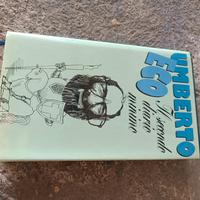 UMBERTO
ECO
Il secondo
diario
minimo